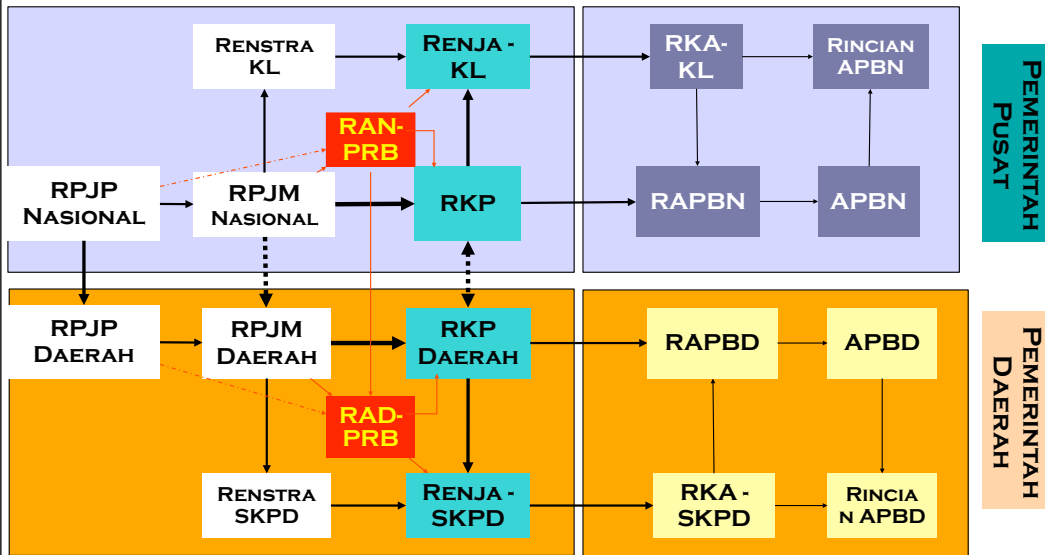 RENSTRA
KL
RENJA -
KL
RKA-
KL
RINCIAN
APBN
RAN-
PRB
RPJP
NASIONAL
RPJM
NASIONAL
RKP
RAPBN
APBN
PEMERINTAH
PUSAT
RPJP
DAERAH
RPJM
DAERAH
RKP
DAERAH
RAPBD
APBD
RAD-
PRB
RENSTRA
SKPD
RENJA -
SKPD
RKA -
SKPD
RINCIA
N APBD
PEMERINTAH
DAERAH